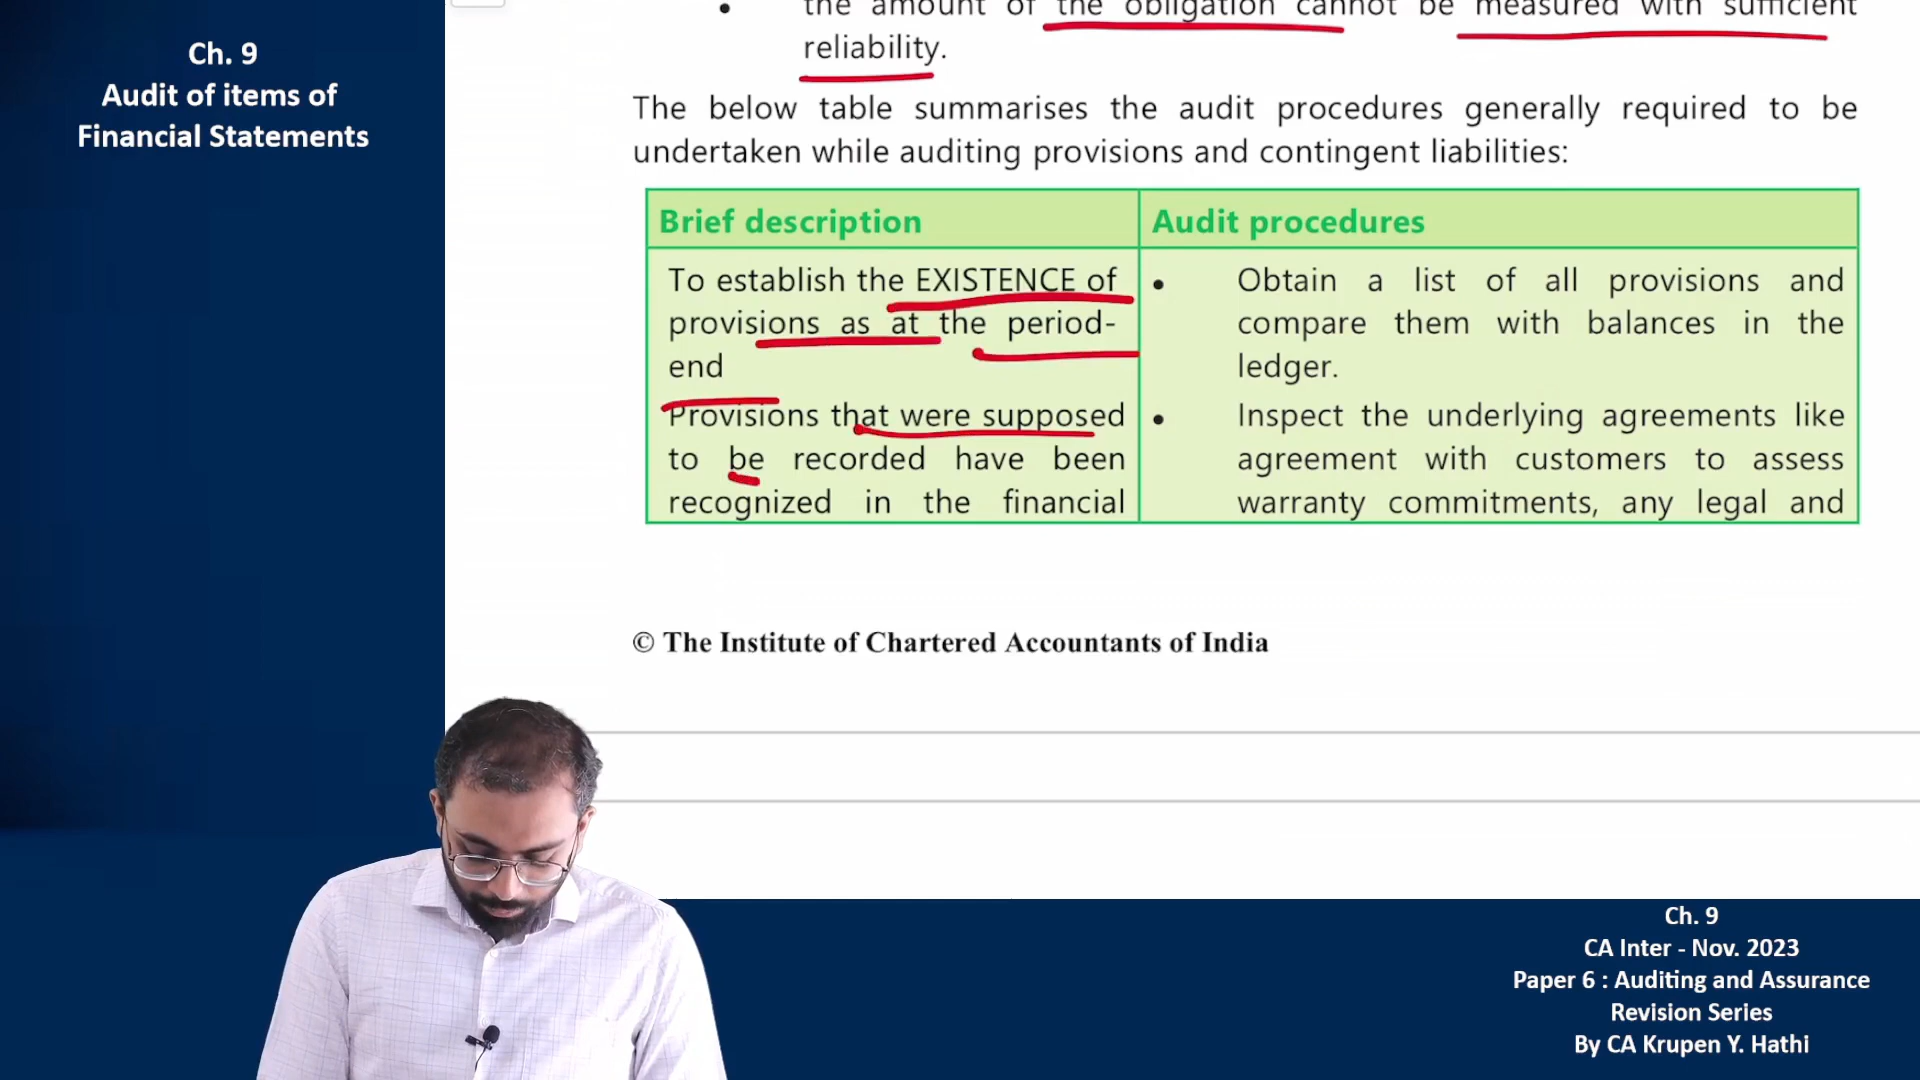 Ch. 9
Audit of items of
Financial Statements
the amount of the obligation cannot be measured with sufficient
reliability.
The below table summarises the audit procedures generally required to be
undertaken while auditing provisions and contingent liabilities:
Brief description
Audit procedures
To establish the EXISTENCE of
provisions as at the period-
end
Provisions that were supposed
to be recorded have been
recognized in the financial
• Obtain a list of all provisions and
compare them with balances in the
ledger.
• Inspect the underlying agreements like
agreement with customers to assess
warranty commitments, any legal and
© The Institute of Chartered Accountants of India
Ch. 9
CA Inter - Nov. 2023
Paper 6 : Auditing and Assurance
Revision Series
By CA Krupen Y. Hathi